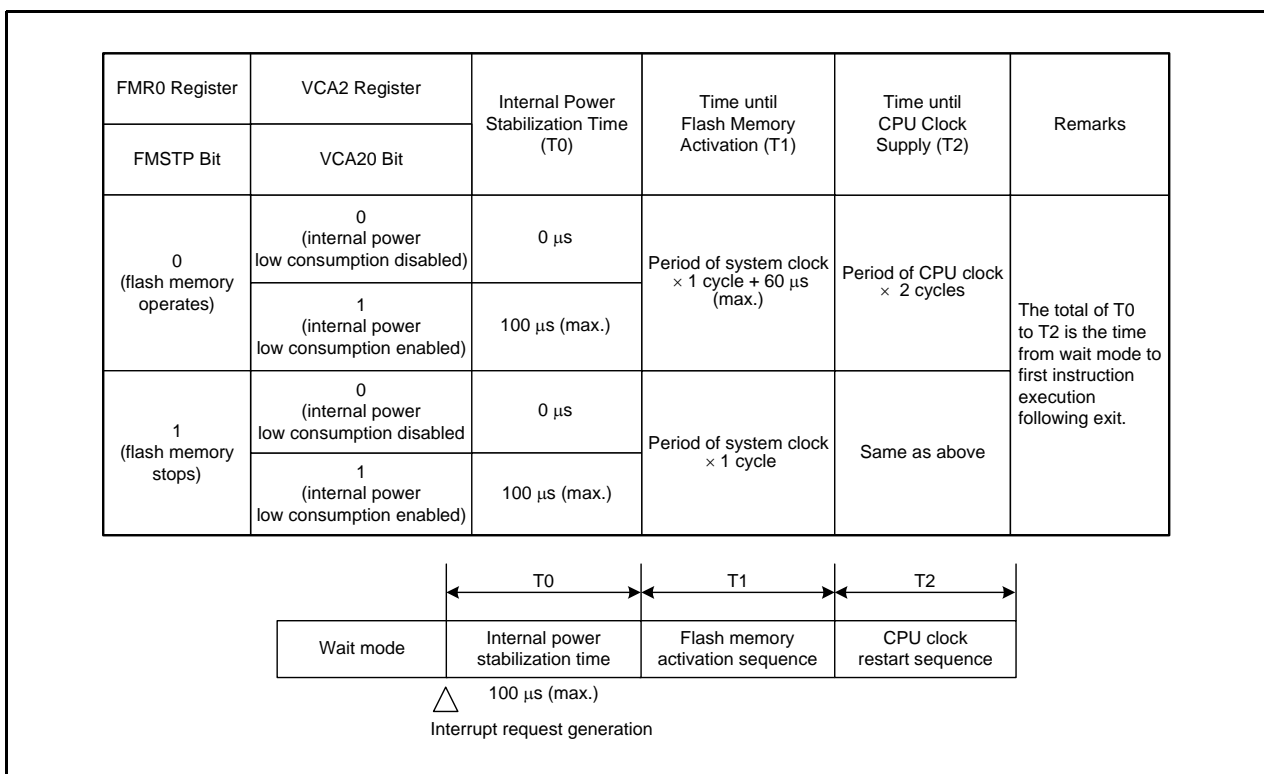 FMR0 Register
VCA2 Register
Internal Power
Stabilization Time
(T0)
Time until
Flash Memory
Activation (T1)
Time until
CPU Clock
Supply (T2)
Remarks
FMSTP Bit
VCA20 Bit
0
(flash memory
operates)
0
(internal power
low consumption disabled)
0 μs
Period of system clock
× 1 cycle + 60 μs
(max.)
Period of CPU clock
× 2 cycles
The total of T0
to T2 is the time
from wait mode to
first instruction
execution
following exit.
1
(internal power
low consumption enabled)
100 μs (max.)
1
(flash memory
stops)
0
(internal power
low consumption disabled
0 μs
Period of system clock
× 1 cycle
Same as above
1
(internal power
low consumption enabled)
100 μs (max.)
T0
T1
T2
Wait mode
Internal power
stabilization time
Flash memory
activation sequence
CPU clock
restart sequence
100 μs (max.)
Interrupt request generation